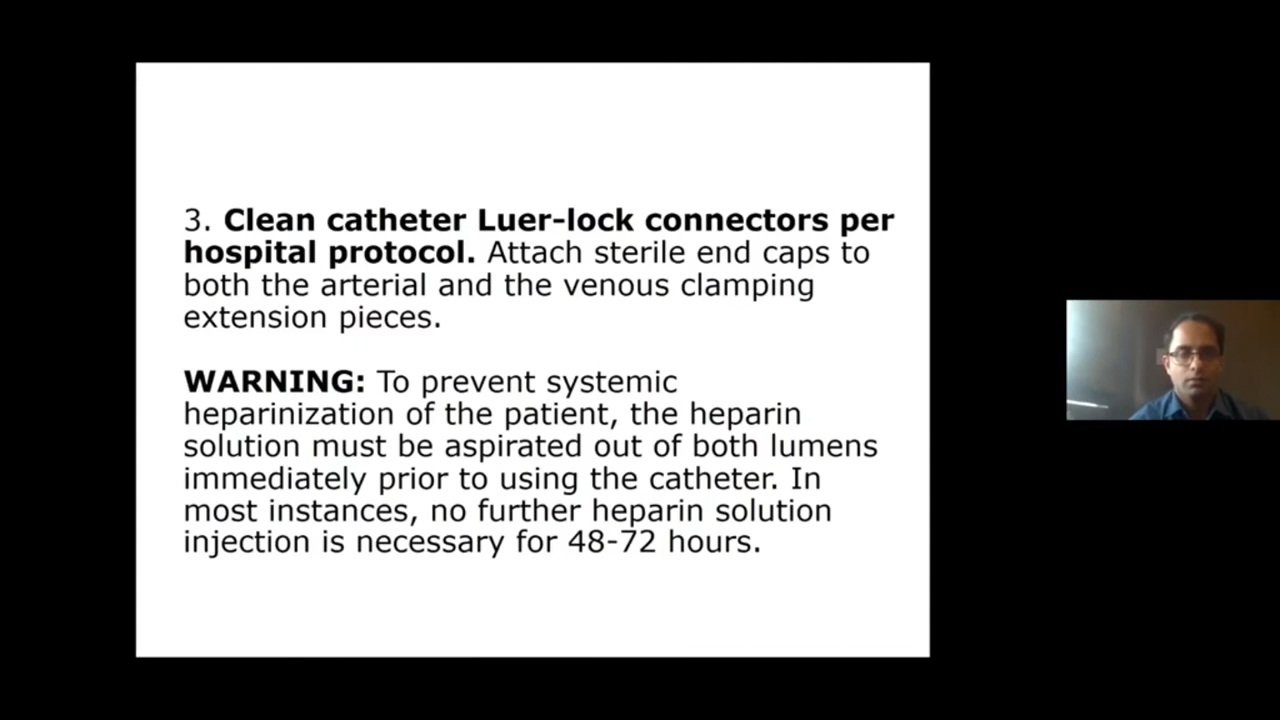 3. Clean catheter Luer-lock connectors per
hospital protocol. Attach sterile end caps to
both the arterial and the venous clamping
extension pieces.
WARNING: To prevent systemic
heparinization of the patient, the heparin
solution must be aspirated out of both lumens
immediately prior to using the catheter. In
most instances, no further heparin solution
injection is necessary for 48-72 hours.